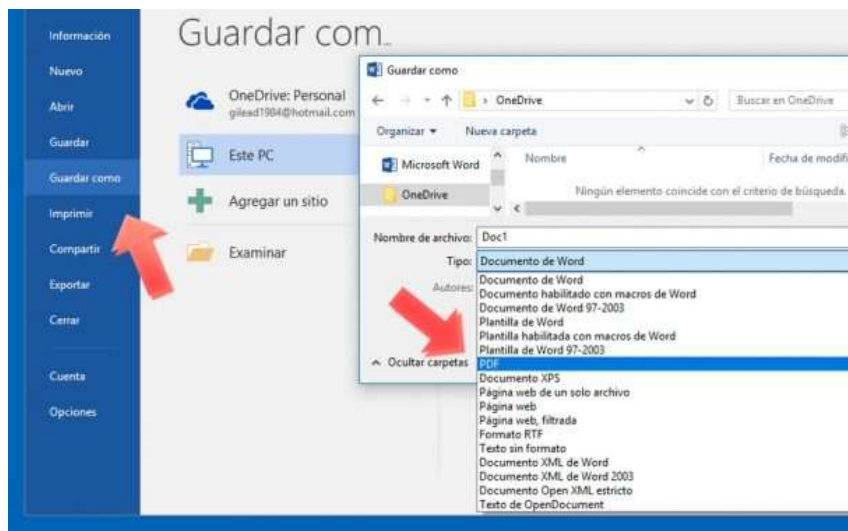 Información
Nuevo
Abrir
Guardar
Guardar como
Imprimir
Compartir
Exportar
Cerrar
Cuenta
Opciones
Guardar com...
OneDrive: Personal
gilead1984@hotmail.com
Este PC
Agregar un sitio
Examinar
Guardar como
OneDrive
Buscar en OneDrive
Organizar
Nueva carpeta
Microsoft Word
OneDrive
Nombre
Fecha de modifi
Ningún elemento coincide con el criterio de búsqueda.
Nombre de archivo: Doc1
Tipo: Documento de Word
Autores:
Documento de Word
Documento habilitado con macros de Word
Documento de Word 97-2003
Plantilla de Word
Plantilla habilitada con macros de Word
Plantilla de Word 97-2003
PDF
Documento XPS
Página web de un solo archivo
Página web
Página web, filtrada
Formato RTF
Texto sin formato
Documento XML de Word
Documento XML de Word 2003
Documento Open XML estricto
Texto de OpenDocument
Ocultar carpetas